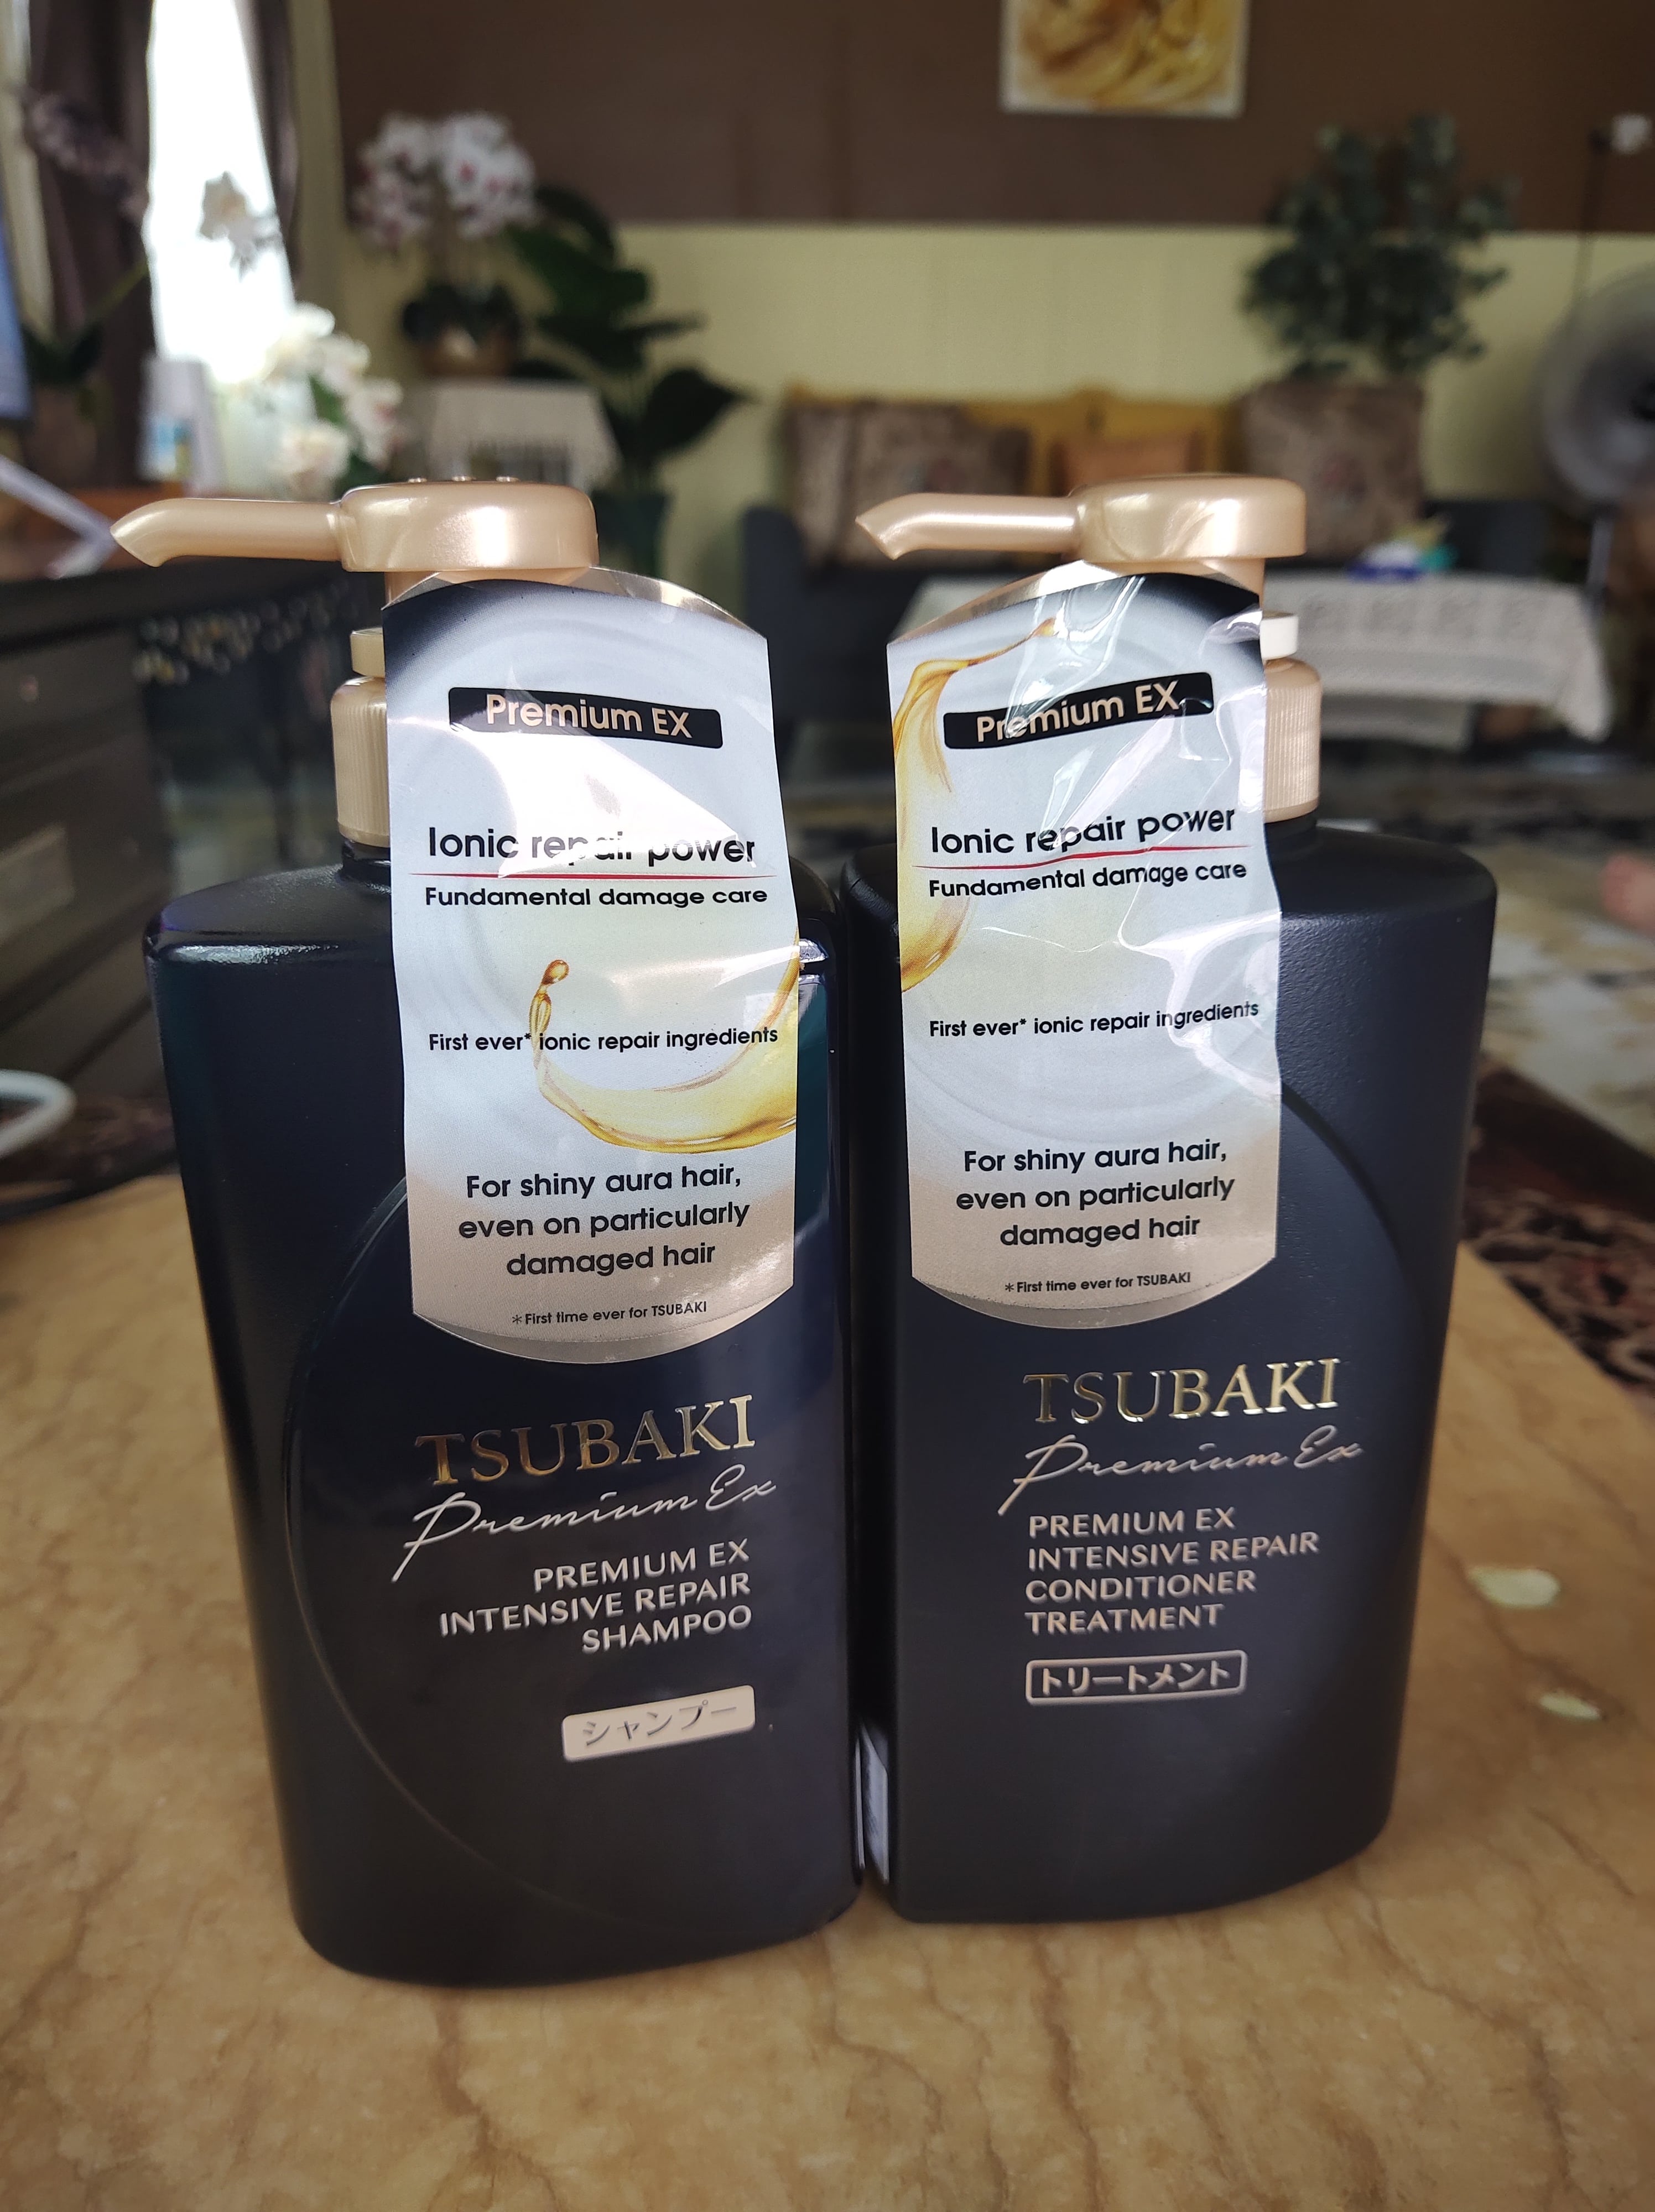 Premium EX
Ionic repair power
Fundamental damage care
First ever* ionic repair ingredients
For shiny aura hair,
even on particularly
damaged hair
*First time ever for TSUBAKI
TSUBAKI
Premium Ex
PREMIUM EX
INTENSIVE REPAIR
SHAMPOO
シャンプー
Premium EX
Ionic repair power
Fundamental damage care
First ever* ionic repair ingredients
For shiny aura hair,
even on particularly
damaged hair
*First time ever for TSUBAKI
TSUBAKI
Premium Ex
PREMIUM EX
INTENSIVE REPAIR
CONDITIONER
TREATMENT
トリートメント